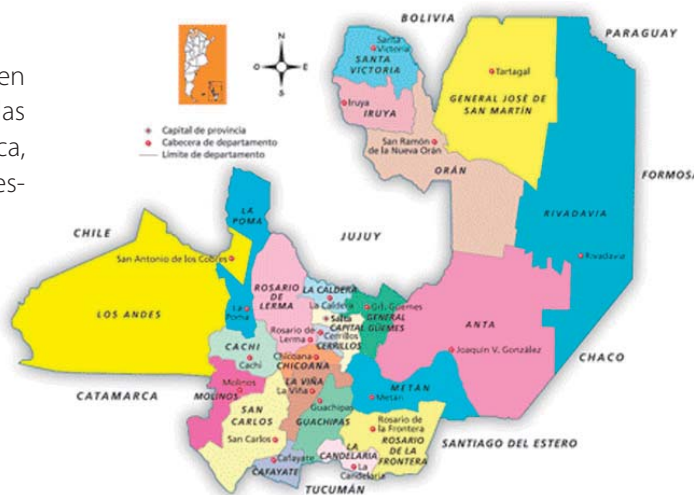 en
las
ca,
es-
N
O
E
S
Capital de provincia
Cabecera de departamento
Límite de departamento
BOLIVIA
PARAGUAY
FORMOSA
CHACO
SANTIAGO DEL ESTERO
TUCUMÁN
CATAMARCA
CHILE
JUJUY
Santa
Victoria
SANTA
VICTORIA
Iruya
IRUYA
Tartagal
GENERAL JOSÉ DE
SAN MARTÍN
San Ramón
de la Nueva Orán
ORÁN
RIVADAVIA
Rivadavia
LA
POMA
San Antonio de los Cobres
LOS ANDES
La
Poma
ROSARIO
DE
LERMA
Rosario de
Lerma
LA CALDERA
La Caldera
Salta
CAPITAL
Cerrillos
CERRILLOS
Gral. Güemes
GENERAL
GÜEMES
ANTA
Joaquín V. González
CACHI
Cachi
Chicoana
CHICOANA
Molinos
MOLINOS
LA VIÑA
La Viña
METÁN
Metán
SAN
CARLOS
San Carlos
Guachipas
GUACHIPAS
Rosario de
la Frontera
ROSARIO
DE LA
FRONTERA
Cafayate
CAFAYATE
LA
CANDELARIA
La
Candelaria